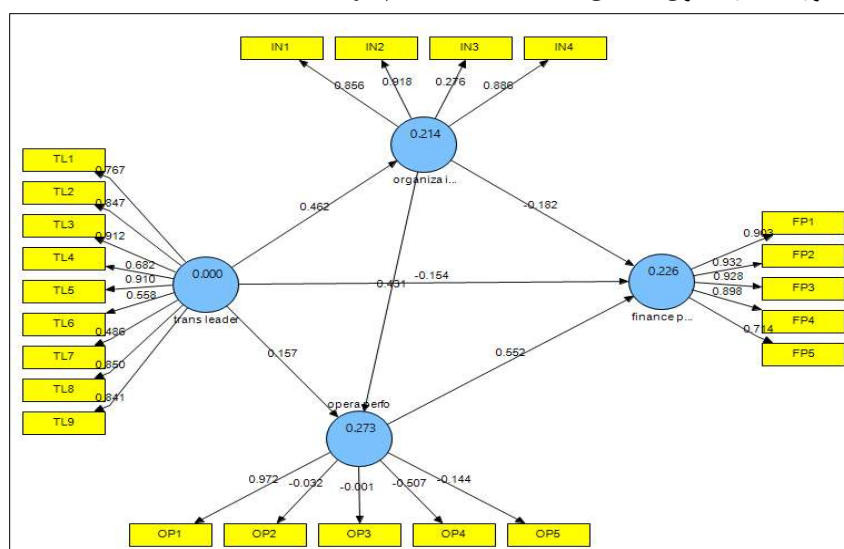 IN1 IN2 IN3 IN4
0.856 0.918 0.276 0.886
0.214
organiza i...
TL1
TL2
TL3
TL4
TL5
TL6
TL7
TL8
TL9
0.767
0.847
0.912
0.682
0.910
0.558
0.486
0.850
0.841
0.000
trans leader
0.462
-0.182
-0.154
0.431
0.157
0.552
0.226
finance p...
0.903
0.932
0.928
0.898
0.714
FP1
FP2
FP3
FP4
FP5
opera perfo
0.273
0.972 -0.032 -0.001 -0.507 -0.144
OP1 OP2 OP3 OP4 OP5